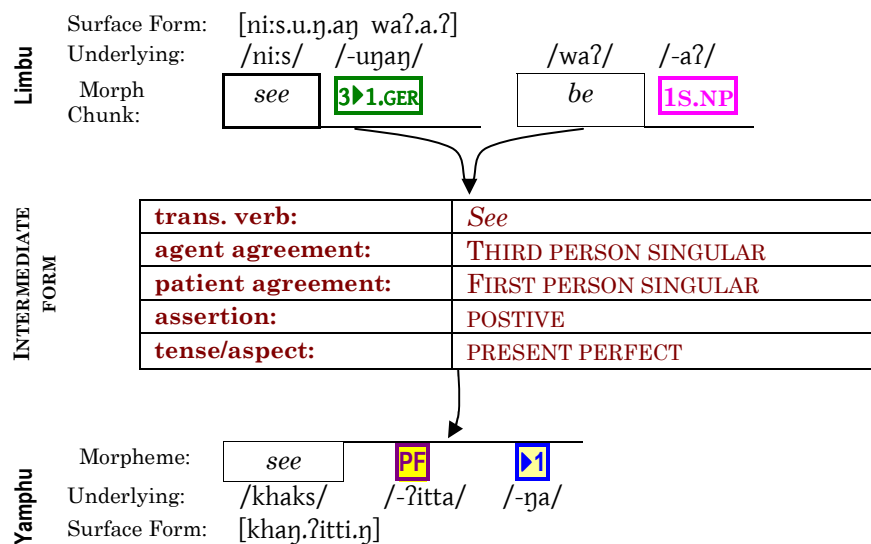 Limbu
Surface Form: [niːs.u.ŋ.aŋ waʔ.a.ʔ]
Underlying: /niːs/ /-uŋaŋ/ /waʔ/ /-aʔ/
Morph Chunk: see 3▶1.GER be 1S.NP
INTERMEDIATE FORM
trans. verb: See
agent agreement: THIRD PERSON SINGULAR
patient agreement: FIRST PERSON SINGULAR
assertion: POSTIVE
tense/aspect: PRESENT PERFECT
Yamphu
Morpheme: see PF ▶1
Underlying: /khaks/ /-ʔitta/ /-ŋa/
Surface Form: [khaŋ.ʔitti.ŋ]